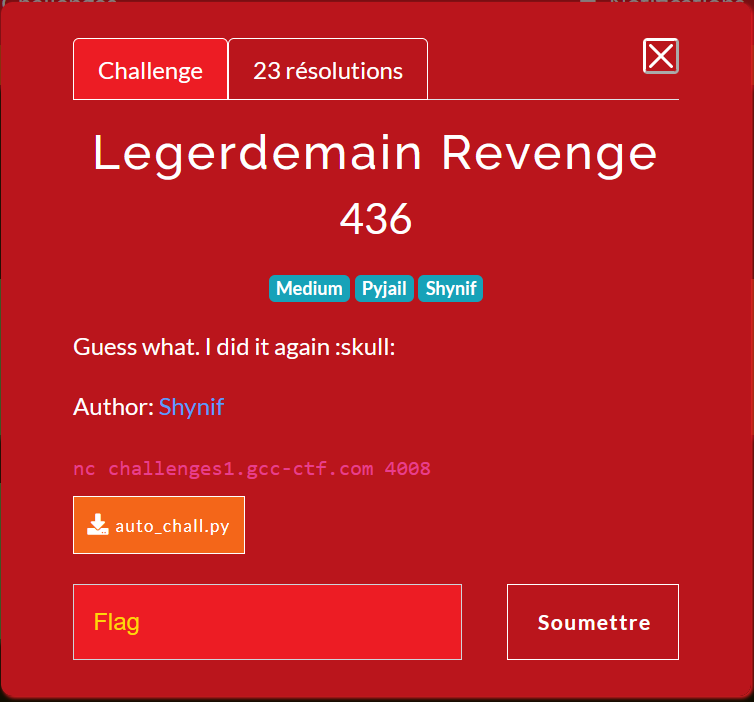 Challenge
23 résolutions
Legerdemain Revenge
436
Medium Pyjail Shynif
Guess what. I did it again :skull:
Author: Shynif
nc challenges1.gcc-ctf.com 4008
auto_chall.py
Flag
Soumettre